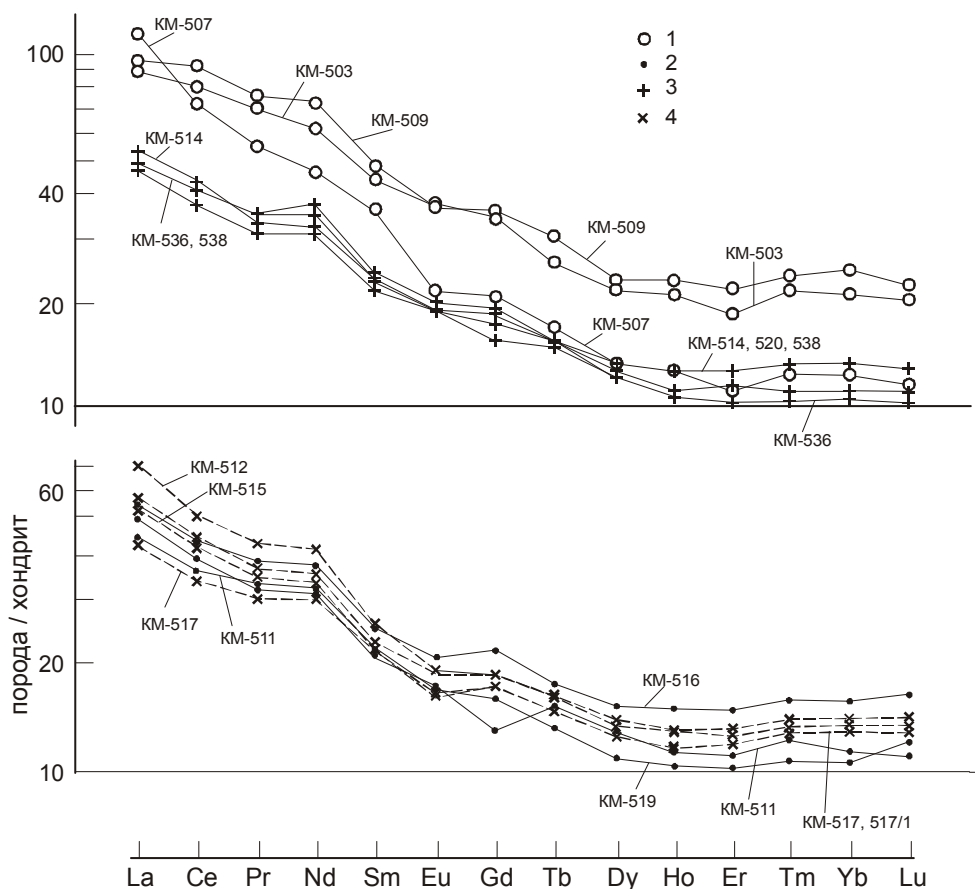 КМ-507
1
2
3
4
100
КМ-503
КМ-509
КМ-514
40
КМ-536, 538
КМ-509
КМ-503
20
КМ-507
КМ-514, 520, 538
10
КМ-536
КМ-512
60
КМ-515
порода / хондрит
КМ-517
КМ-511
20
КМ-516
10
КМ-519
КМ-511
КМ-517, 517/1
La Ce Pr Nd Sm Eu Gd Tb Dy Ho Er Tm Yb Lu